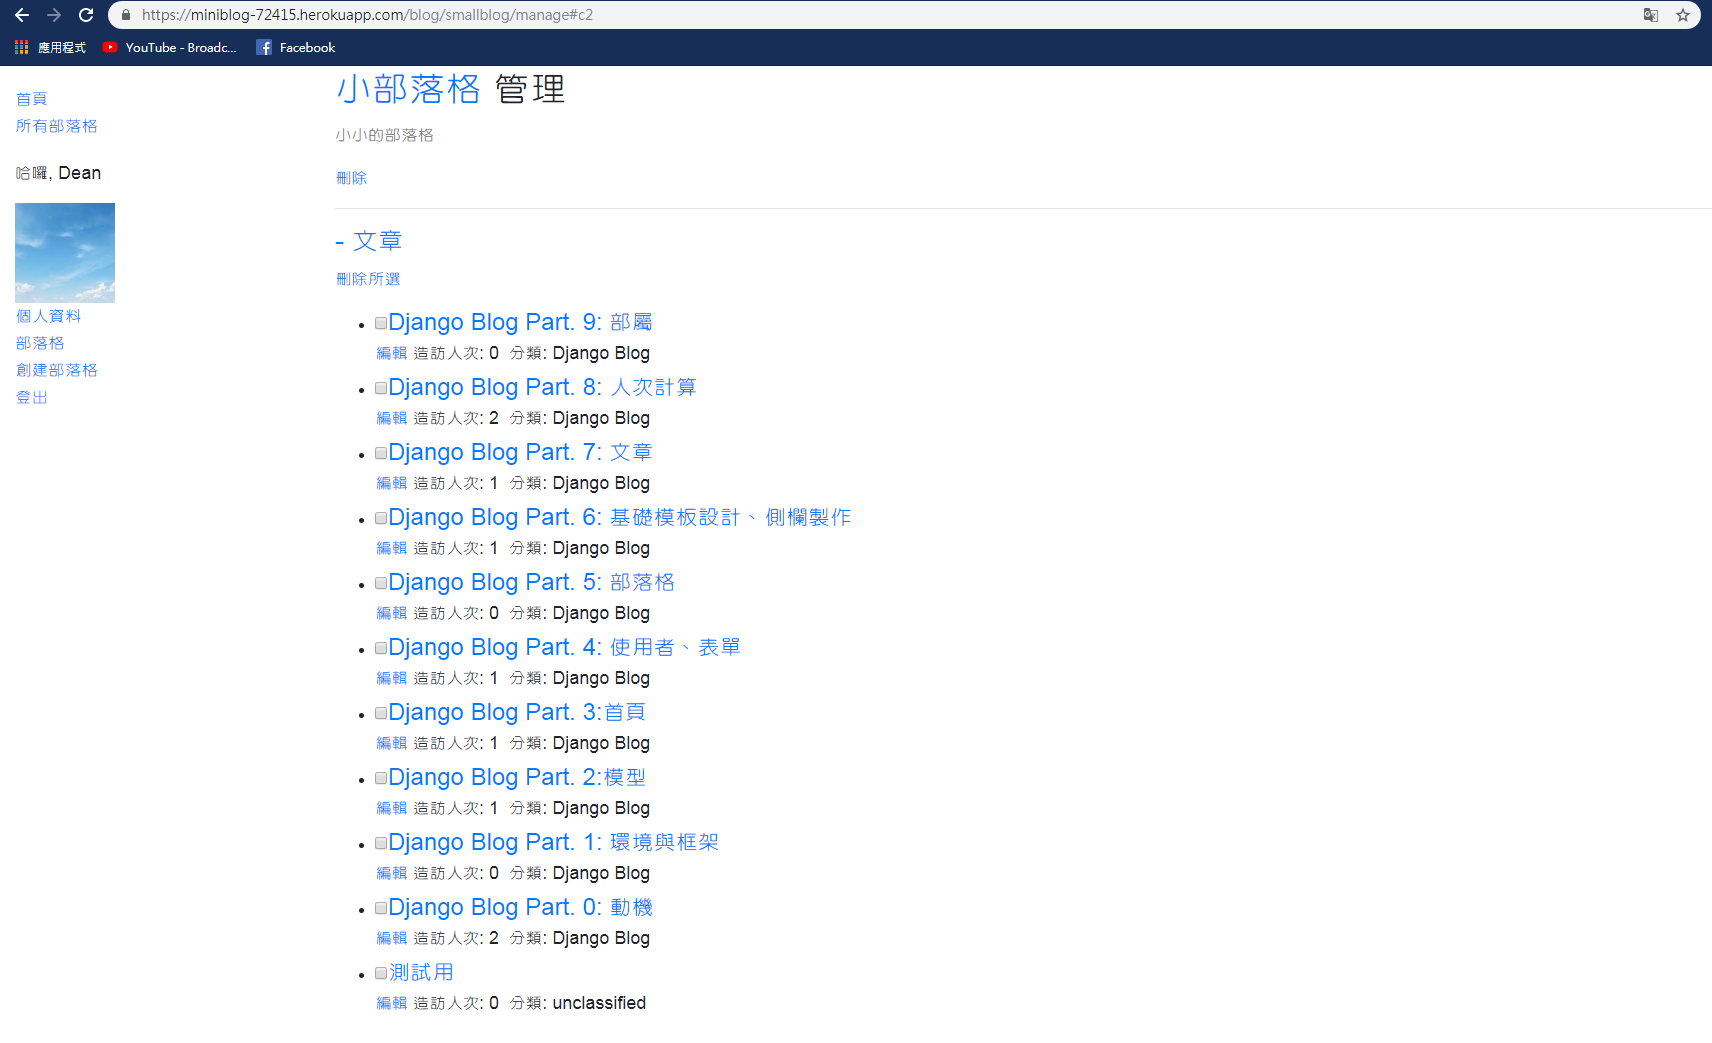 https://miniblog-72415.herokuapp.com/blog/smallblog/manage#c2
應用程式 YouTube - Broadc... Facebook
首頁
所有部落格
哈囉, Dean
個人資料
部落格
創建部落格
登出
小部落格 管理
小小的部落格
刪除
- 文章
刪除所選
Django Blog Part. 9: 部屬
編輯 造訪人次: 0 分類: Django Blog
Django Blog Part. 8: 人次計算
編輯 造訪人次: 2 分類: Django Blog
Django Blog Part. 7: 文章
編輯 造訪人次: 1 分類: Django Blog
Django Blog Part. 6: 基礎模板設計、側欄製作
編輯 造訪人次: 1 分類: Django Blog
Django Blog Part. 5: 部落格
編輯 造訪人次: 0 分類: Django Blog
Django Blog Part. 4: 使用者、表單
編輯 造訪人次: 1 分類: Django Blog
Django Blog Part. 3:首頁
編輯 造訪人次: 1 分類: Django Blog
Django Blog Part. 2:模型
編輯 造訪人次: 1 分類: Django Blog
Django Blog Part. 1: 環境與框架
編輯 造訪人次: 0 分類: Django Blog
Django Blog Part. 0: 動機
編輯 造訪人次: 2 分類: Django Blog
測試用
編輯 造訪人次: 0 分類: unclassified